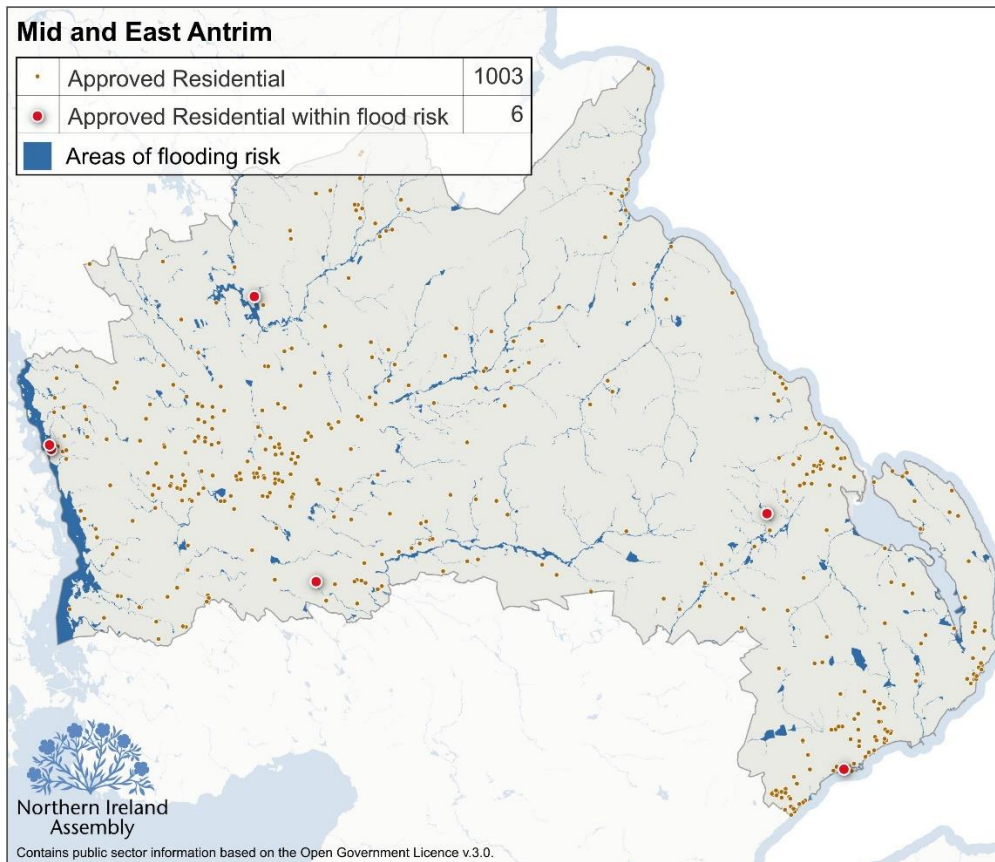 Mid and East Antrim
Approved Residential 1003
Approved Residential within flood risk 6
Areas of flooding risk
Northern Ireland
Assembly
Contains public sector information based on the Open Government Licence v.3.0.